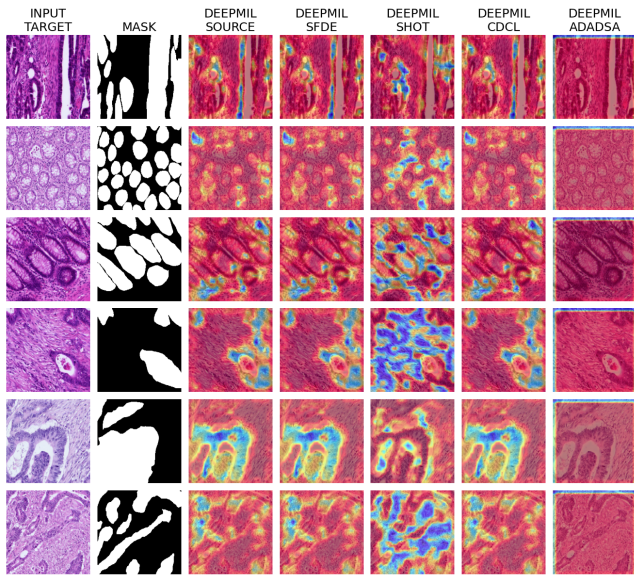 INPUT TARGET
MASK
DEEPMIL SOURCE
DEEPMIL SFDE
DEEPMIL SHOT
DEEPMIL CDCL
DEEPMIL ADADSA